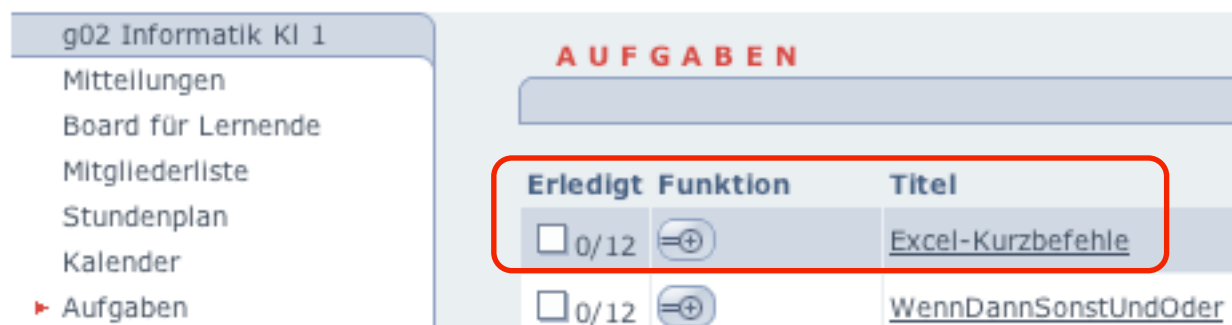 g02 Informatik Kl 1
Mitteilungen
Board für Lernende
Mitgliederliste
Stundenplan
Kalender
Aufgaben
AUFGABEN
Erledigt Funktion Titel
0/12 Excel-Kurzbefehle
0/12 WennDannSonstUndOder